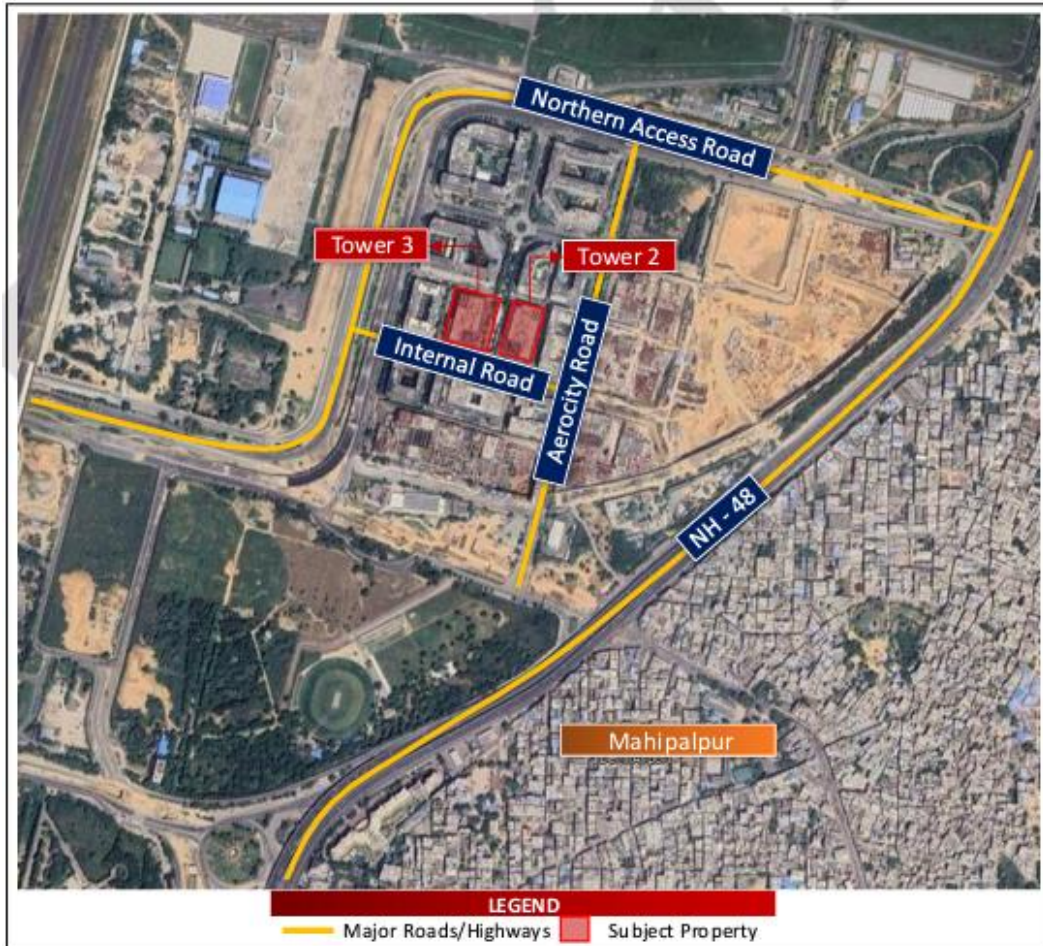 Northern Access Road
Tower 3
Tower 2
Internal Road
Aerocity Road
NH - 48
Mahipalpur
LEGEND
Major Roads/Highways
Subject Property